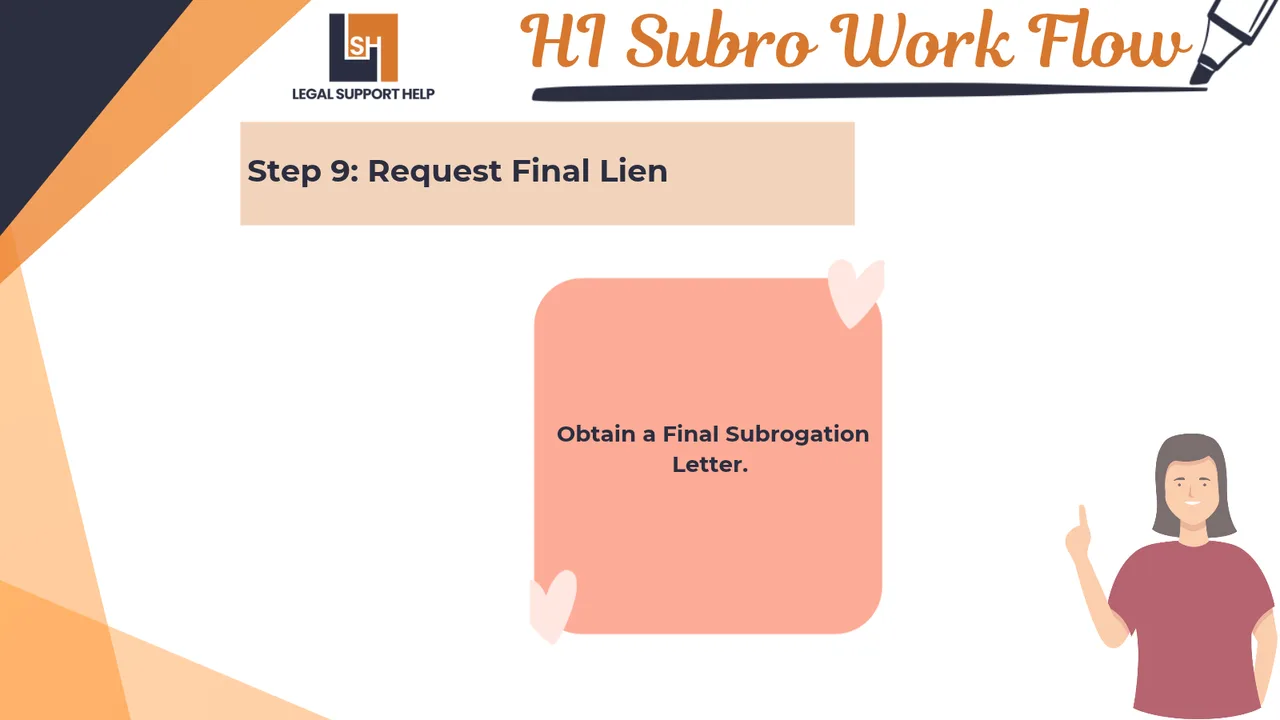 HI Subro Work Flow
LSH
LEGAL SUPPORT HELP
Step 9: Request Final Lien
Obtain a Final Subrogation
Letter.